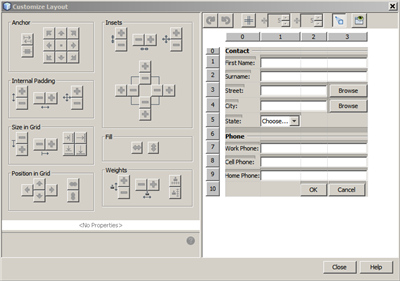 Customize Layout
Anchor
Insets
Internal Padding
Size in Grid
Fill
Position in Grid
Weights
<No Properties>
0 1 2 3
0 Contact
1 First Name:
2 Surname:
3 Street: Browse
4 City: Browse
5 State: Choose...
6 Phone
7 Work Phone:
8 Cell Phone:
9 Home Phone:
10 OK Cancel
Close Help